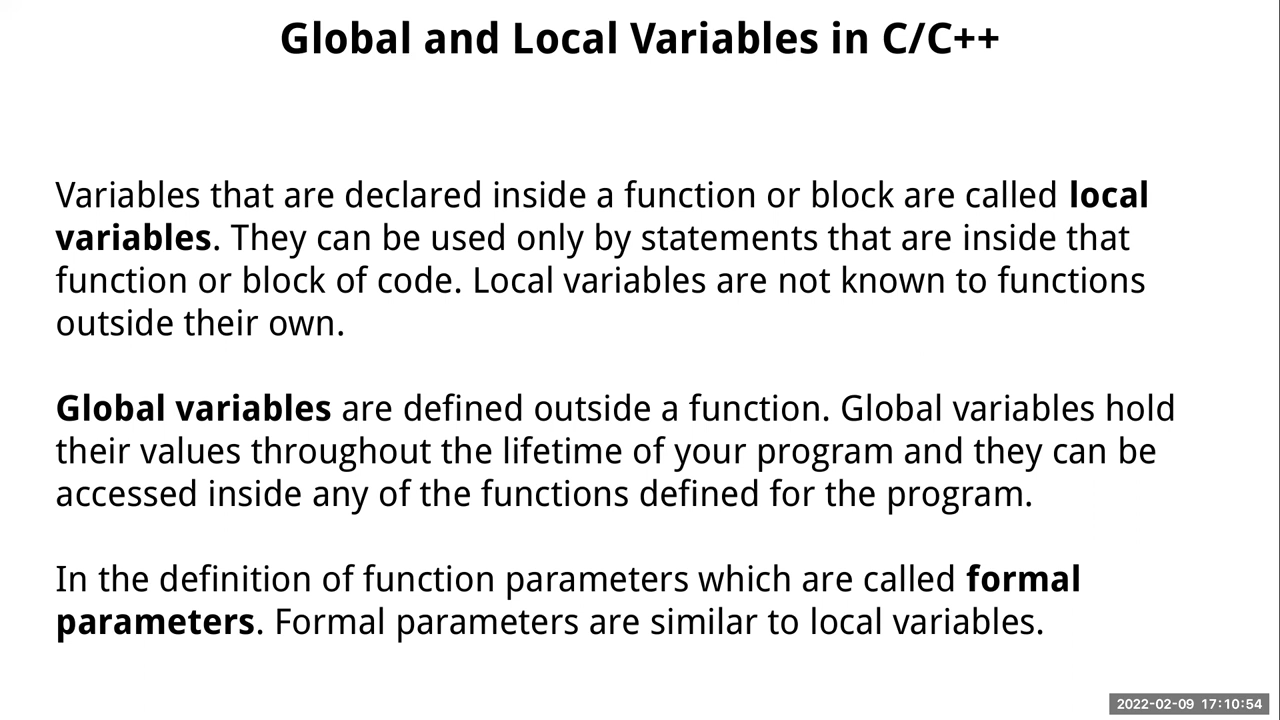 Global and Local Variables in C/C++
Variables that are declared inside a function or block are called local
variables. They can be used only by statements that are inside that
function or block of code. Local variables are not known to functions
outside their own.
Global variables are defined outside a function. Global variables hold
their values throughout the lifetime of your program and they can be
accessed inside any of the functions defined for the program.
In the definition of function parameters which are called formal
parameters. Formal parameters are similar to local variables.
2022-02-09 17:10:54